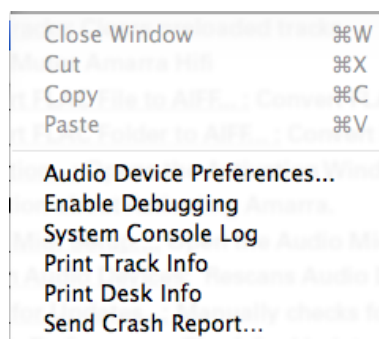 Close Window ⌘W
Cut ⌘X
Copy ⌘C
Paste ⌘V
Audio Device Preferences...
Enable Debugging
System Console Log
Print Track Info
Print Desk Info
Send Crash Report...